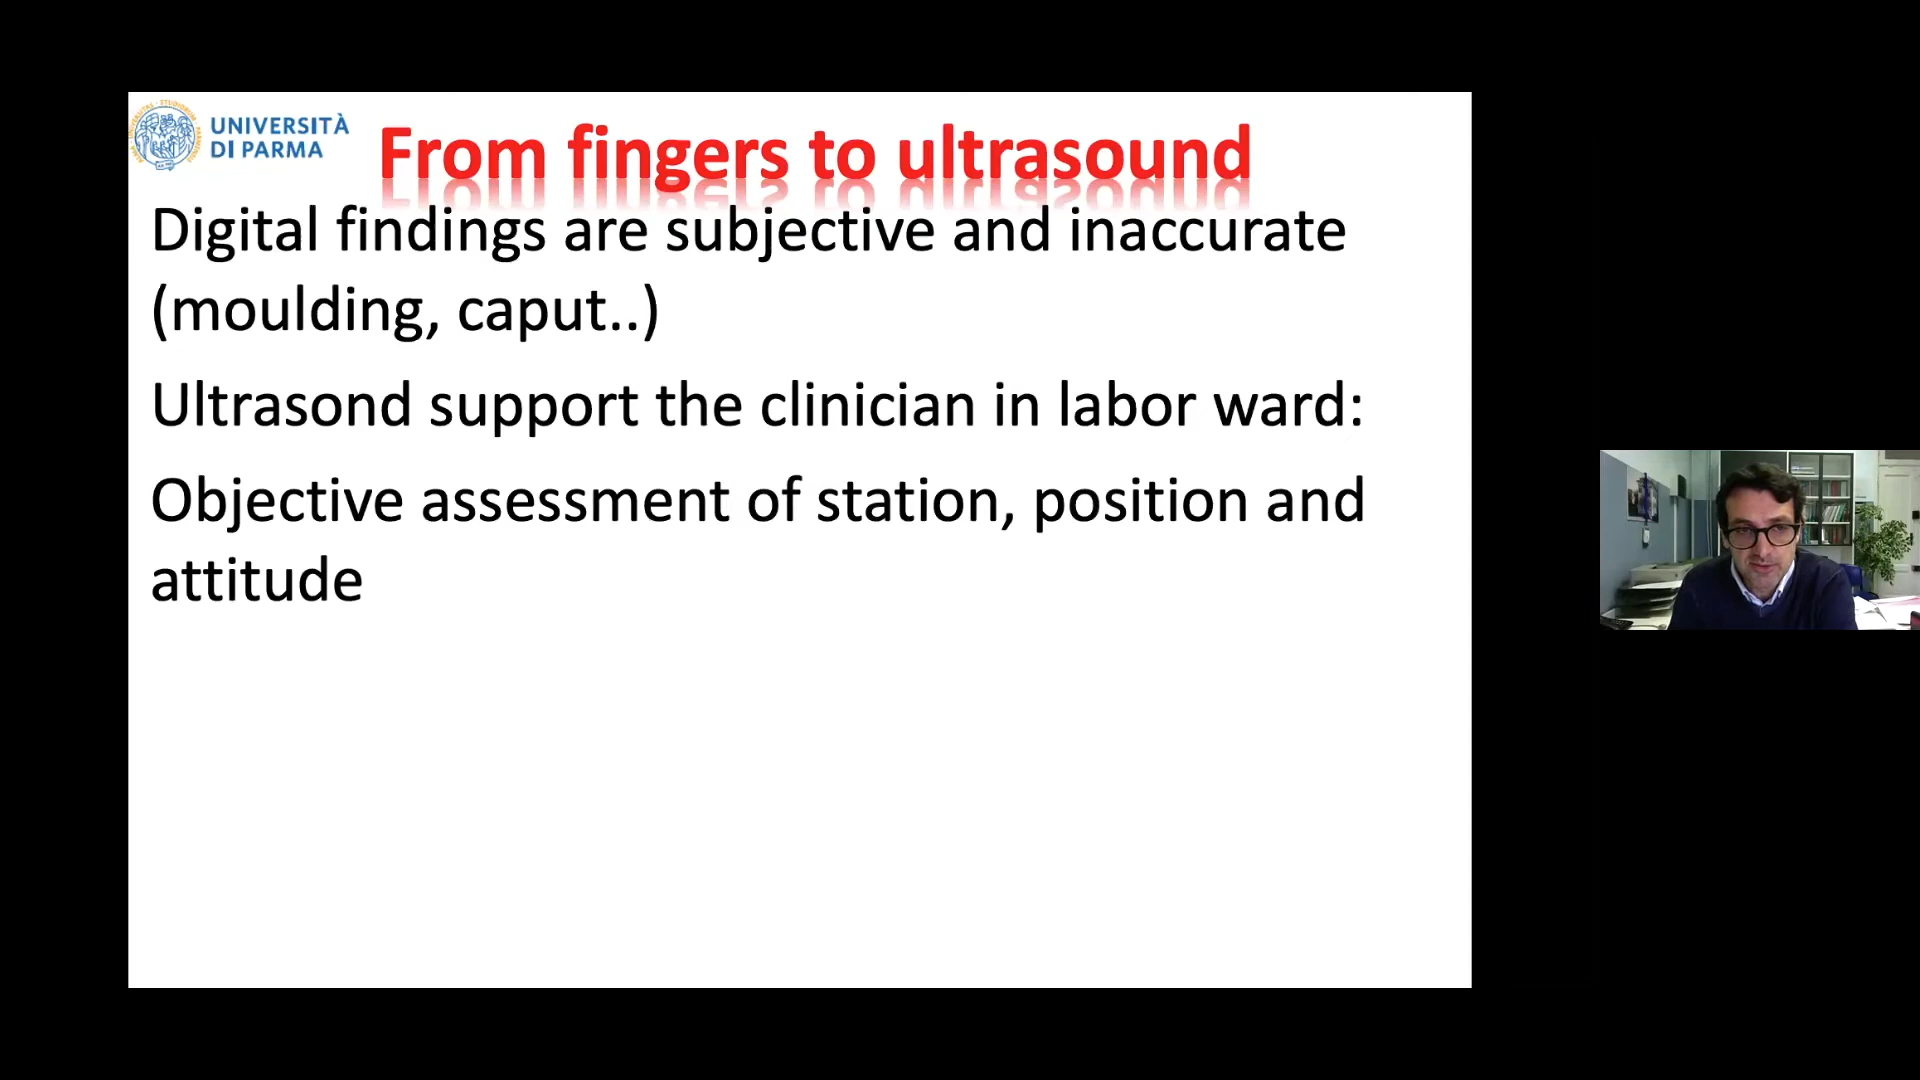 UNIVERSITÀ
DI PARMA
From fingers to ultrasound
Digital findings are subjective and inaccurate
(moulding, caput..)
Ultrasond support the clinician in labor ward:
Objective assessment of station, position and
attitude